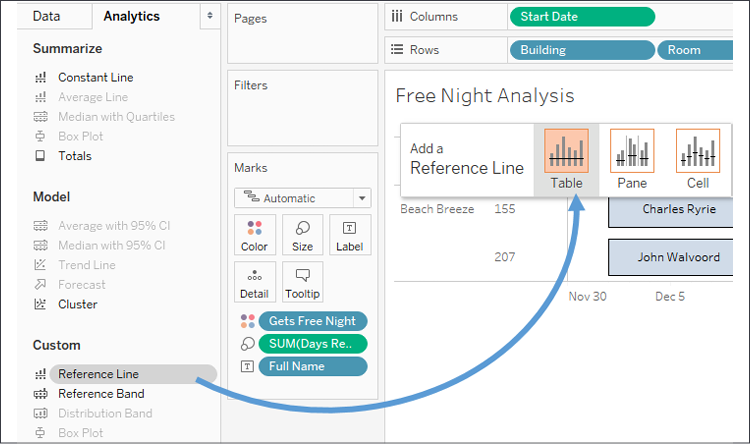 Data
Analytics
Summarize
Constant Line
Average Line
Median with Quartiles
Box Plot
Totals
Model
Average with 95% CI
Median with 95% CI
Trend Line
Forecast
Cluster
Custom
Reference Line
Reference Band
Distribution Band
Box Plot
Pages
Filters
Marks
Automatic
Color
Size
Label
Detail
Tooltip
Gets Free Night
SUM(Days Re..
Full Name
Columns
Start Date
Rows
Building
Room
Free Night Analysis
Add a
Reference Line
Table
Pane
Cell
Beach Breeze
155
Charles Ryrie
207
John Walvoord
Nov 30
Dec 5